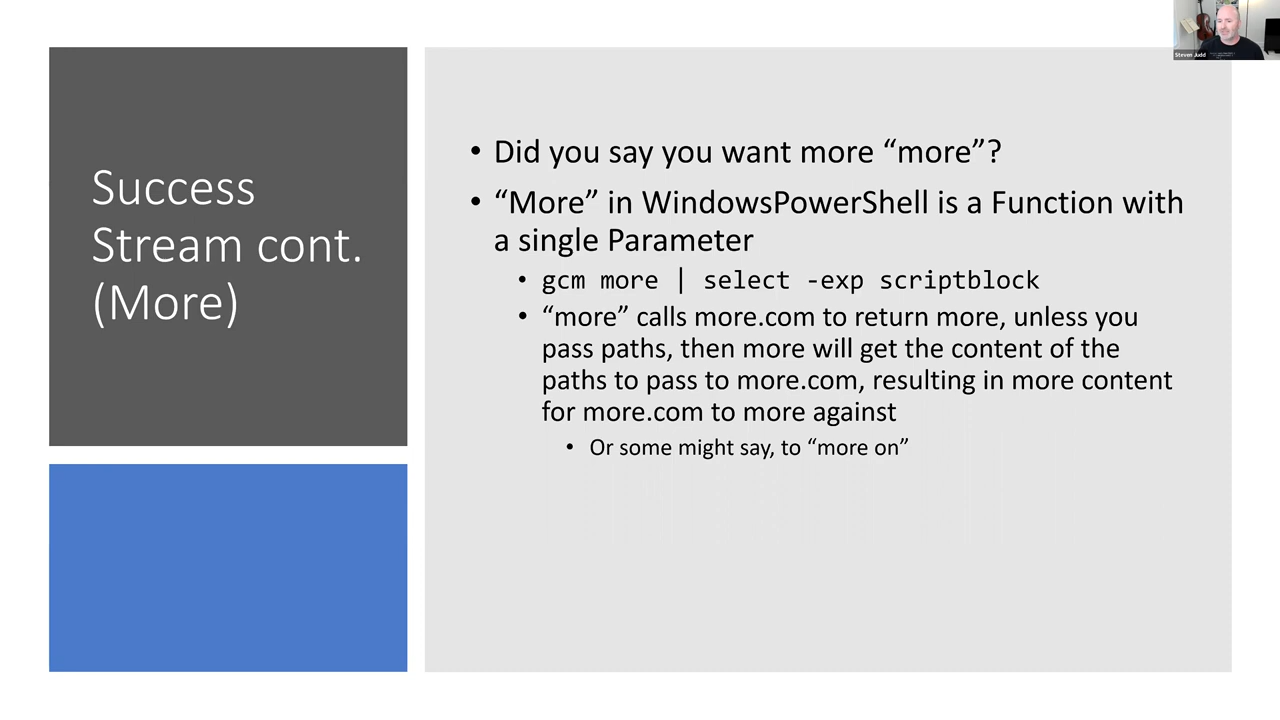 Steven Judd
Success
Stream cont.
(More)
• Did you say you want more “more”?
• “More” in WindowsPowerShell is a Function with
a single Parameter
• gcm more | select -exp scriptblock
• “more” calls more.com to return more, unless you
pass paths, then more will get the content of the
paths to pass to more.com, resulting in more content
for more.com to more against
• Or some might say, to “more on”